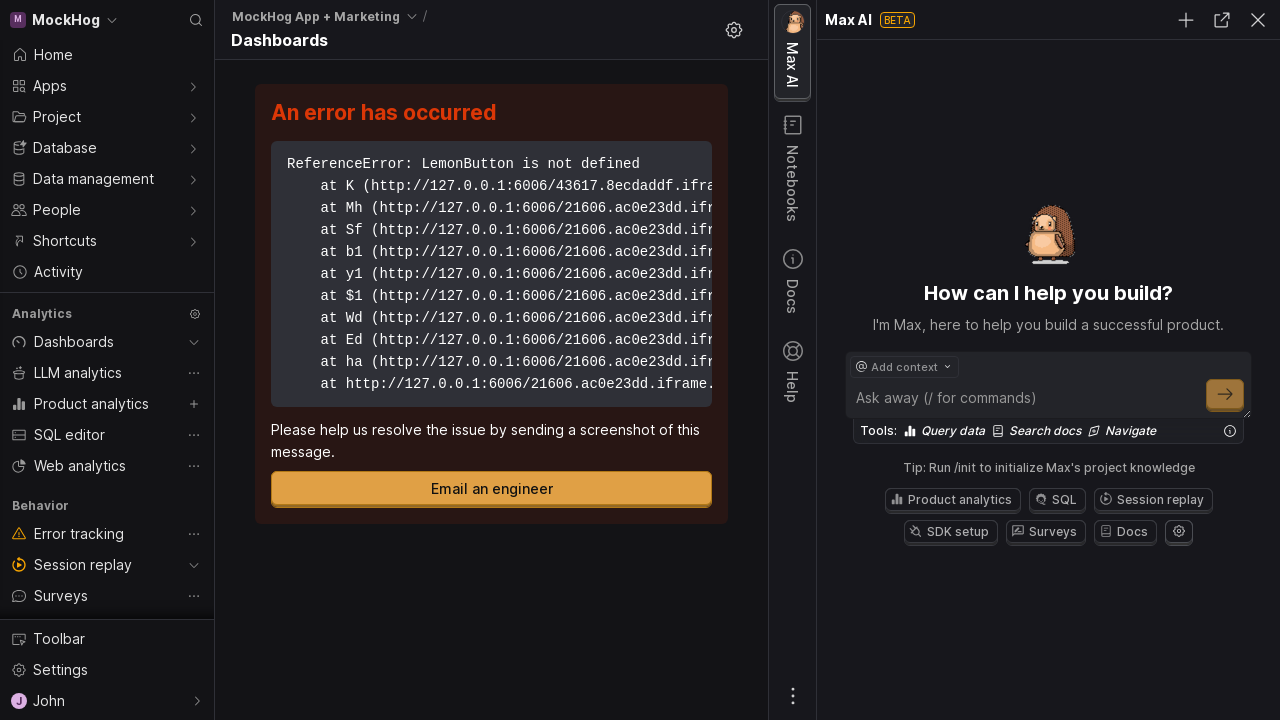 M MockHog
Home
Apps
Project
Database
Data management
People
Shortcuts
Activity
Analytics
Dashboards
LLM analytics
Product analytics
SQL editor
Web analytics
Behavior
Error tracking
Session replay
Surveys
Toolbar
Settings
J John
MockHog App + Marketing /
Dashboards
An error has occurred
ReferenceError: LemonButton is not defined
at K (http://127.0.0.1:6006/43617.8ecdaddf.ifra
at Mh (http://127.0.0.1:6006/21606.ac0e23dd.ifr
at Sf (http://127.0.0.1:6006/21606.ac0e23dd.ifr
at b1 (http://127.0.0.1:6006/21606.ac0e23dd.ifr
at y1 (http://127.0.0.1:6006/21606.ac0e23dd.ifr
at $1 (http://127.0.0.1:6006/21606.ac0e23dd.ifr
at Wd (http://127.0.0.1:6006/21606.ac0e23dd.ifr
at Ed (http://127.0.0.1:6006/21606.ac0e23dd.ifr
at ha (http://127.0.0.1:6006/21606.ac0e23dd.ifr
at http://127.0.0.1:6006/21606.ac0e23dd.iframe.
Please help us resolve the issue by sending a screenshot of this
message.
Email an engineer
Max AI
Notebooks
Docs
Help
Max AI BETA
How can I help you build?
I'm Max, here to help you build a successful product.
@ Add context
Ask away (/ for commands)
Tools: Query data Search docs Navigate
Tip: Run /init to initialize Max's project knowledge
Product analytics SQL Session replay
SDK setup Surveys Docs